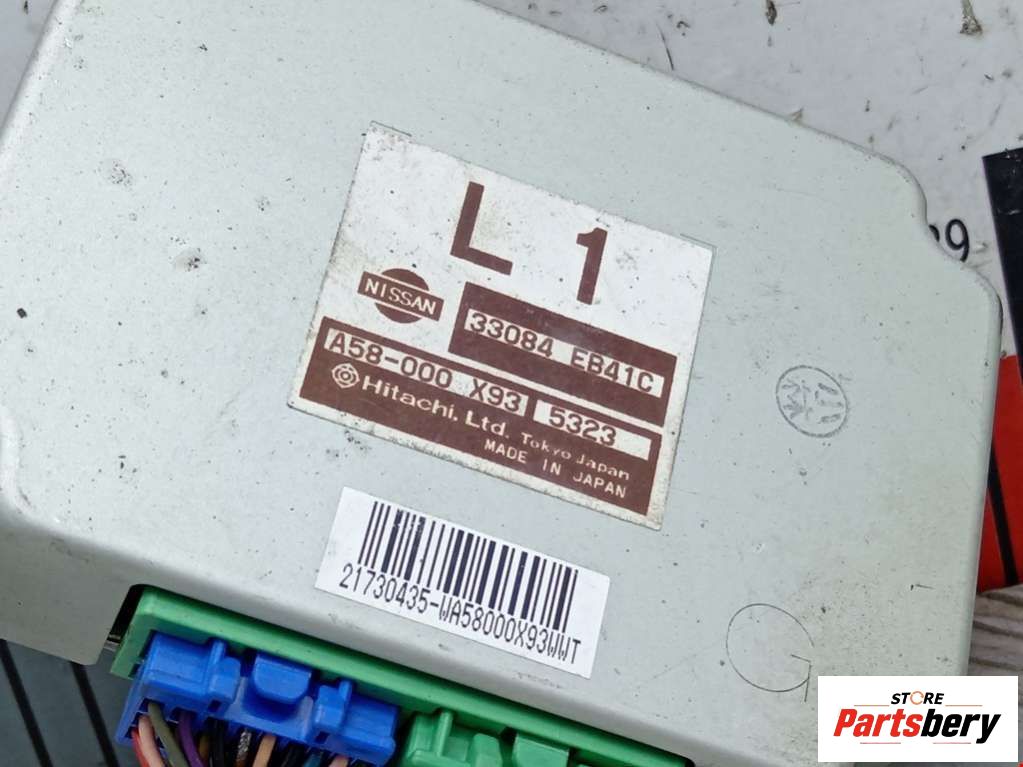 L 1
NISSAN
33084 EB41C
A58-000 X93 5323
Hitachi, Ltd. Tokyo Japan
MADE IN JAPAN
21730435-WA58000X93WWT
G
39
STORE
Partsbery